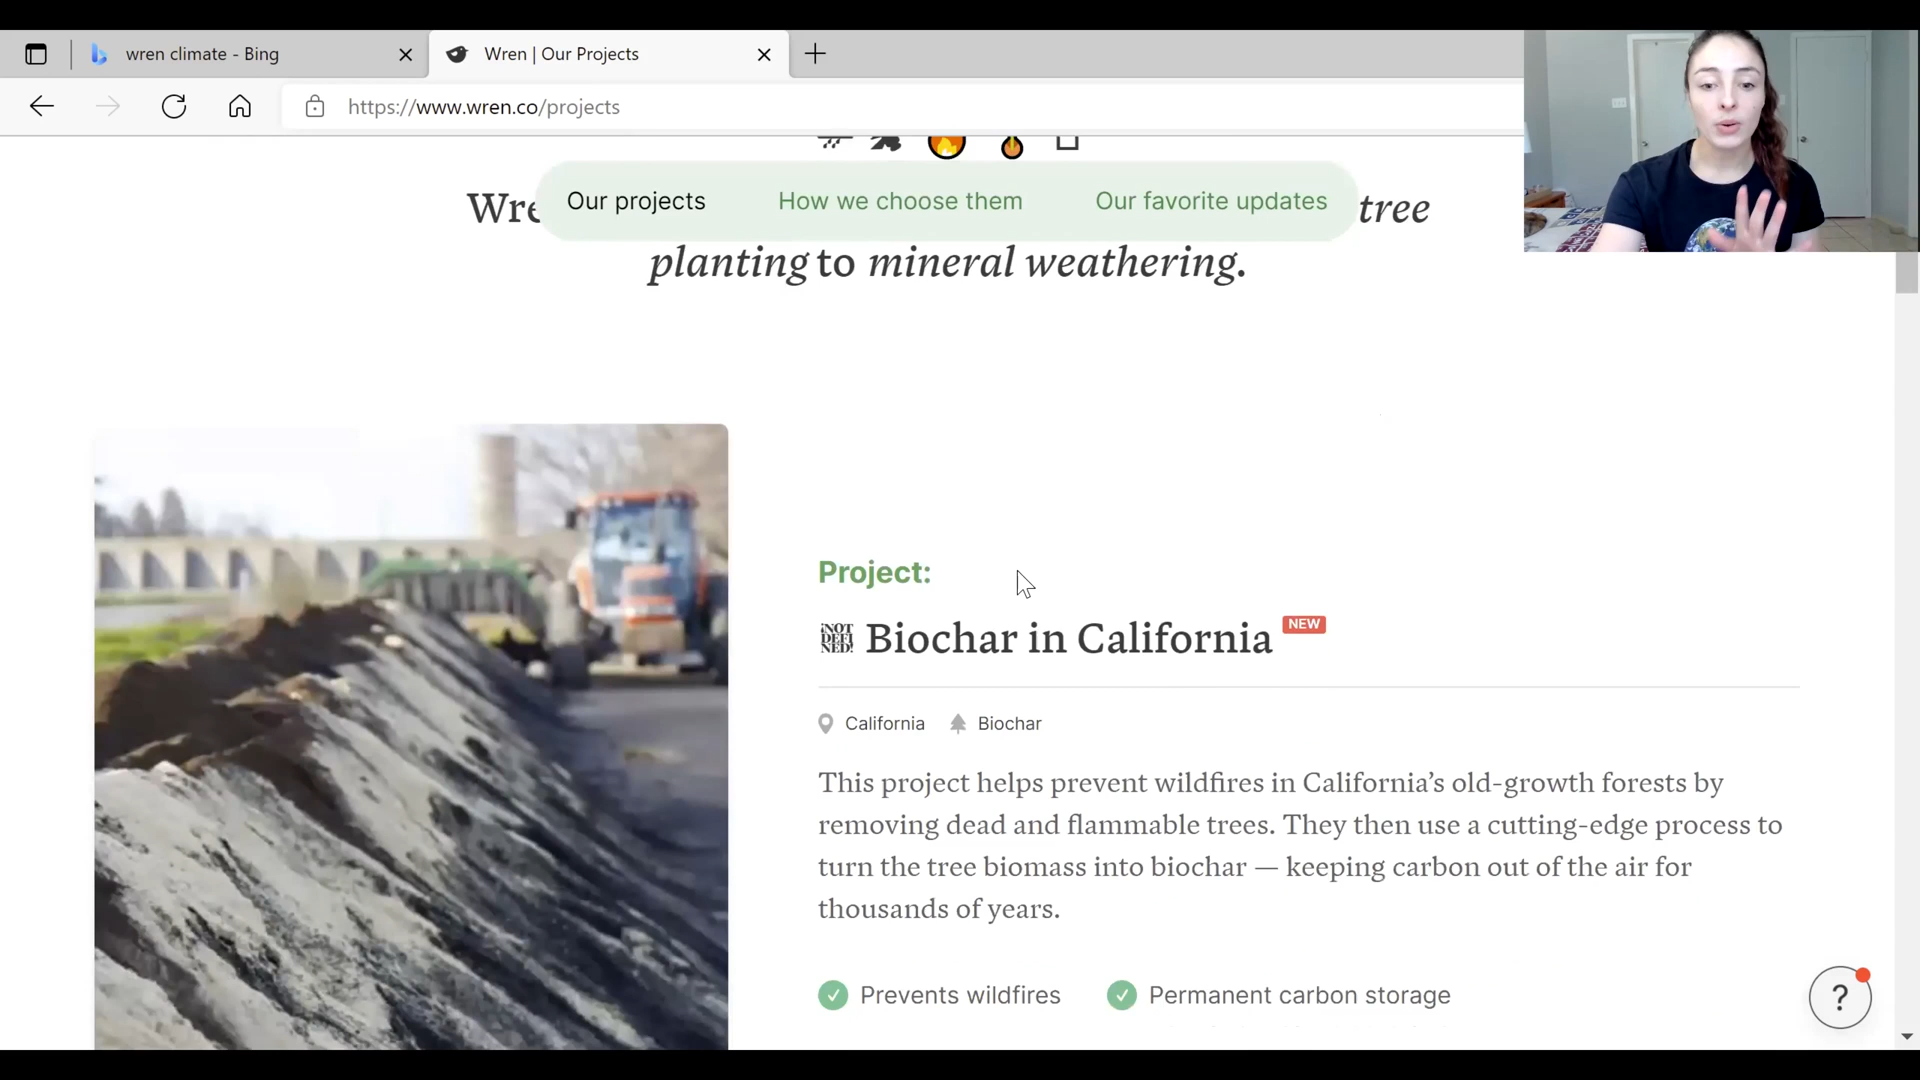 wren climate - Bing
Wren | Our Projects
https://www.wren.co/projects
Our projects
How we choose them
Our favorite updates
tree
planting to mineral weathering.
Project:
¡NOT
DEFI
NED!
Biochar in California
NEW
California
Biochar
This project helps prevent wildfires in California’s old-growth forests by
removing dead and flammable trees. They then use a cutting-edge process to
turn the tree biomass into biochar — keeping carbon out of the air for
thousands of years.
Prevents wildfires
Permanent carbon storage
?